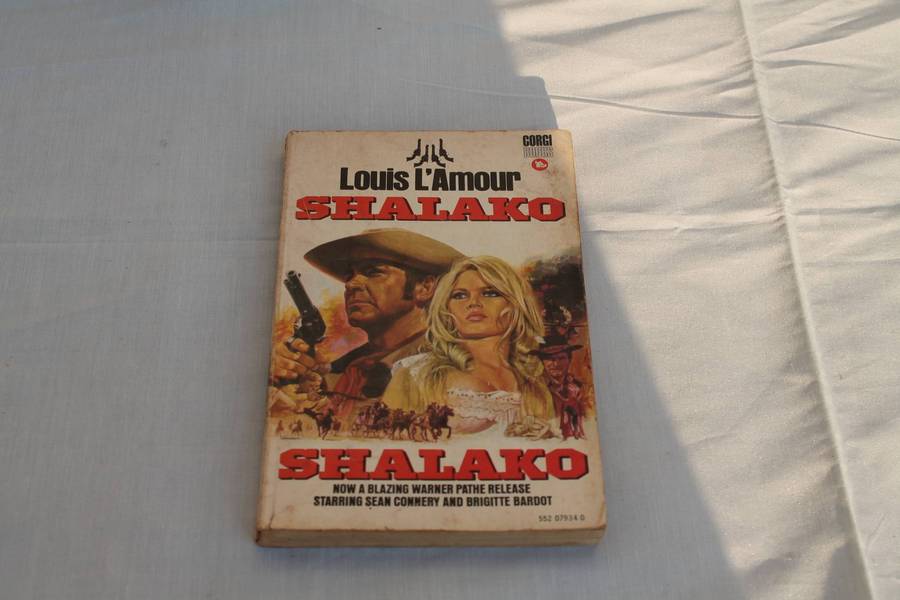 CORGI
BOOKS
Louis L'Amour
SHALAKO
SHALAKO
NOW A BLAZING WARNER PATHE RELEASE
STARRING SEAN CONNERY AND BRIGITTE BARDOT
552 07934 0